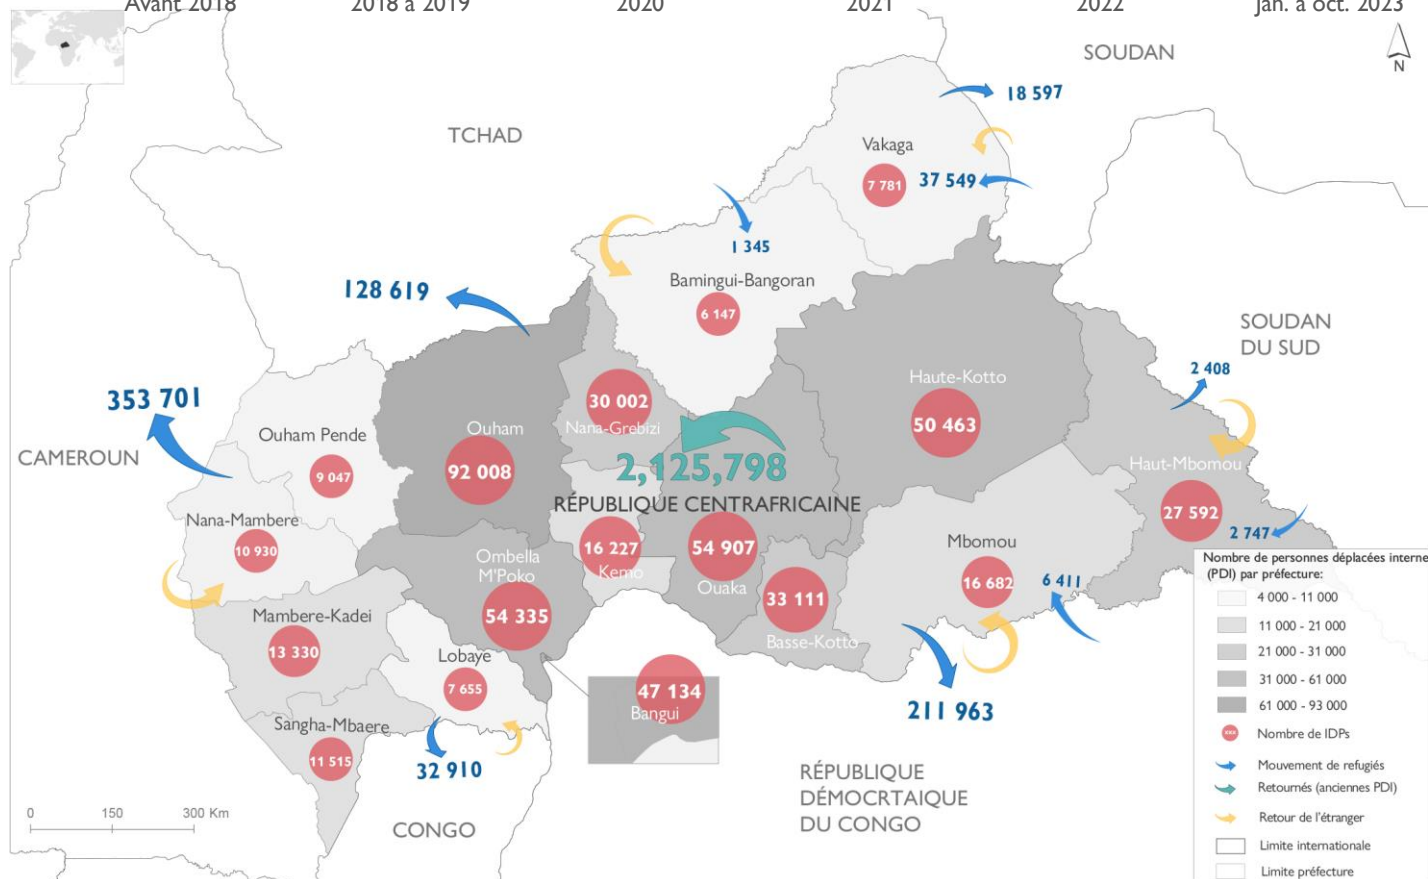 Avant 2018
2018 à 2019
2020
2021
2022
Jan. à oct. 2023
SOUDAN
N
18 597
TCHAD
Vakaga
7 781
37 549
1 345
Bamingui-Bangoran
6 147
128 619
SOUDAN
DU SUD
2 408
353 701
30 002
Nana-Grebizi
Haute-Kotto
50 463
Ouham Pende
9 047
Ouham
92 008
CAMEROUN
2,125,798
RÉPUBLIQUE CENTRAFRICAINE
Haut-Mbomou
27 592
2 747
Nana-Mambere
10 930
16 227
Kemo
54 907
Ouaka
Mbomou
16 682
6 411
Ombella
M'Poko
54 335
33 111
Basse-Kotto
Mambere-Kadei
13 330
Lobaye
7 655
47 134
Bangui
211 963
Sangha-Mbaere
11 515
32 910
RÉPUBLIQUE
DÉMOCRTAIQUE
DU CONGO
CONGO
0 150 300 Km
Nombre de personnes déplacées interne
(PDI) par préfecture:
4 000 - 11 000
11 000 - 21 000
21 000 - 31 000
31 000 - 61 000
61 000 - 93 000
xxx Nombre de IDPs
Mouvement de refugiés
Retournés (anciennes PDI)
Retour de l'étranger
Limite internationale
Limite préfecture